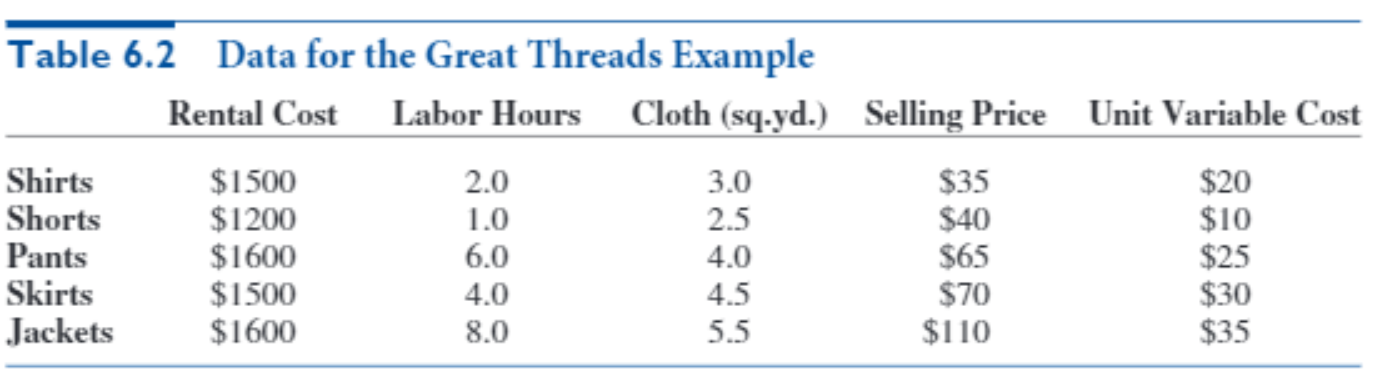 Table 6.2 Data for the Great Threads Example
Rental Cost Labor Hours Cloth (sq.yd.) Selling Price Unit Variable Cost
Shirts $1500 2.0 3.0 $35 $20
Shorts $1200 1.0 2.5 $40 $10
Pants $1600 6.0 4.0 $65 $25
Skirts $1500 4.0 4.5 $70 $30
Jackets $1600 8.0 5.5 $110 $35